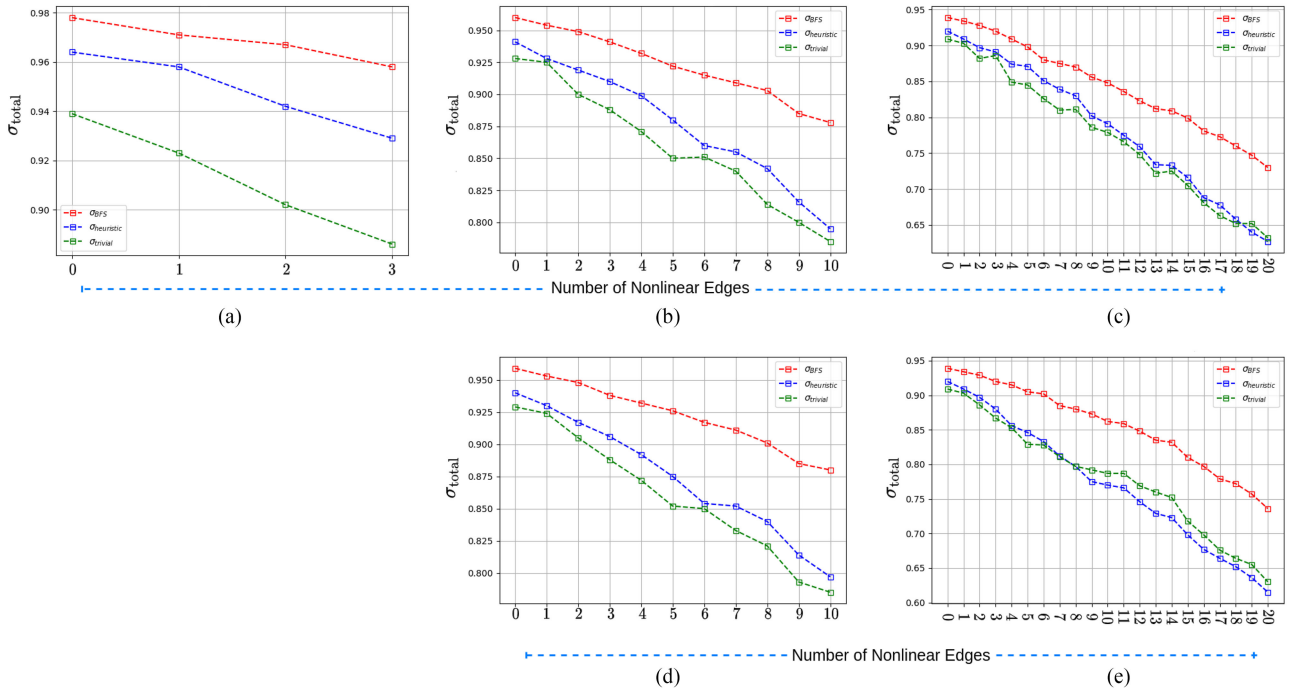 0.98
0.96
0.94
0.92
0.90
σtotal
σBFS
σheuristic
σtrivial
0 1 2 3
0.950
0.925
0.900
0.875
0.850
0.825
0.800
σtotal
σBFS
σheuristic
σtrivial
0 1 2 3 4 5 6 7 8 9 10
0.95
0.90
0.85
0.80
0.75
0.70
0.65
σtotal
σBFS
σheuristic
σtrivial
0 1 2 3 4 5 6 7 8 9 10 11 12 13 14 15 16 17 18 19 20
Number of Nonlinear Edges
(a) (b) (c)
0.950
0.925
0.900
0.875
0.850
0.825
0.800
σtotal
σBFS
σheuristic
σtrivial
0 1 2 3 4 5 6 7 8 9 10
0.95
0.90
0.85
0.80
0.75
0.70
0.65
0.60
σtotal
σBFS
σheuristic
σtrivial
0 1 2 3 4 5 6 7 8 9 10 11 12 13 14 15 16 17 18 19 20
Number of Nonlinear Edges
(d) (e)